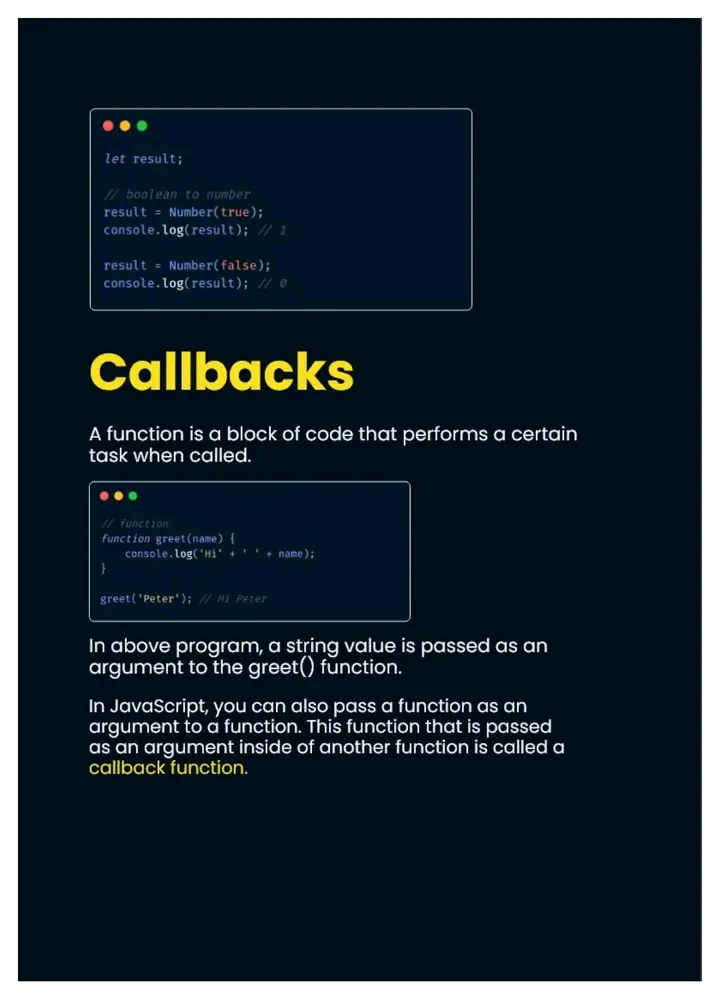 let result;
// boolean to number
result = Number(true);
console.log(result); // 1
result = Number(false);
console.log(result); // 0
Callbacks
A function is a block of code that performs a certain
task when called.
// function
function greet(name) {
console.log('Hi' + ' ' + name);
}
greet('Peter'); // Hi Peter
In above program, a string value is passed as an
argument to the greet() function.
In JavaScript, you can also pass a function as an
argument to a function. This function that is passed
as an argument inside of another function is called a
callback function.